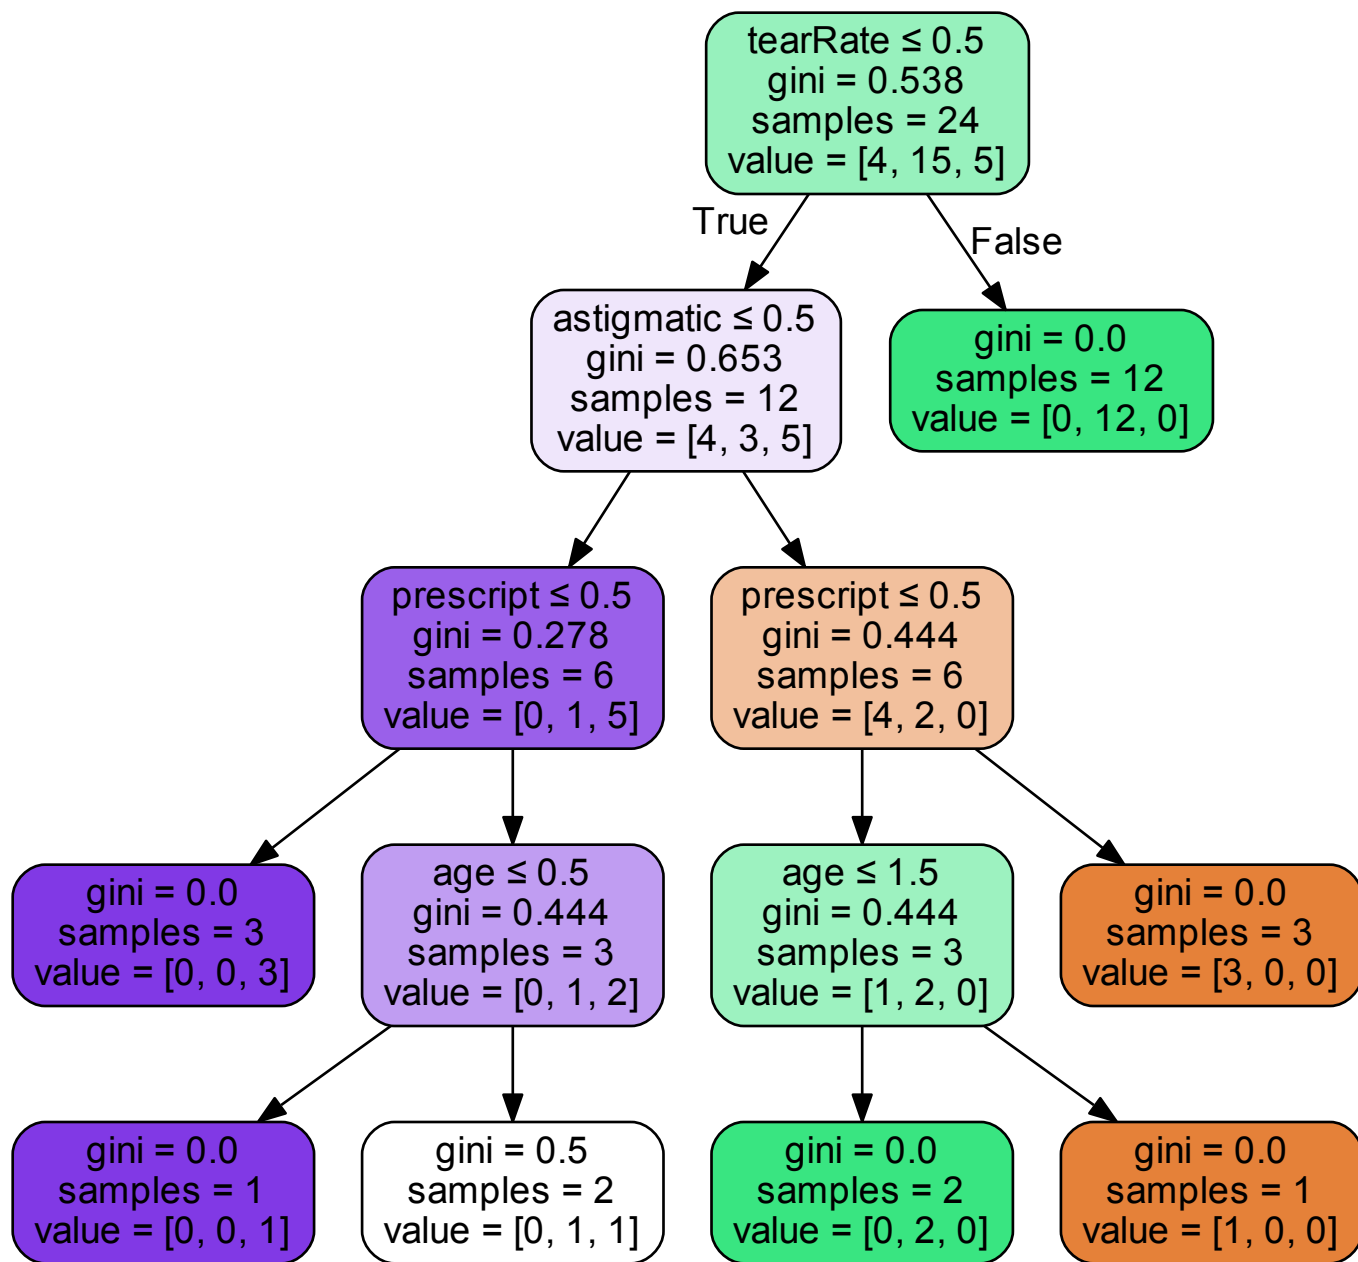 tearRate ≤ 0.5
gini = 0.538
samples = 24
value = [4, 15, 5]
True
False
astigmatic ≤ 0.5
gini = 0.653
samples = 12
value = [4, 3, 5]
gini = 0.0
samples = 12
value = [0, 12, 0]
prescript ≤ 0.5
gini = 0.278
samples = 6
value = [0, 1, 5]
prescript ≤ 0.5
gini = 0.444
samples = 6
value = [4, 2, 0]
gini = 0.0
samples = 3
value = [0, 0, 3]
age ≤ 0.5
gini = 0.444
samples = 3
value = [0, 1, 2]
age ≤ 1.5
gini = 0.444
samples = 3
value = [1, 2, 0]
gini = 0.0
samples = 3
value = [3, 0, 0]
gini = 0.0
samples = 1
value = [0, 0, 1]
gini = 0.5
samples = 2
value = [0, 1, 1]
gini = 0.0
samples = 2
value = [0, 2, 0]
gini = 0.0
samples = 1
value = [1, 0, 0]